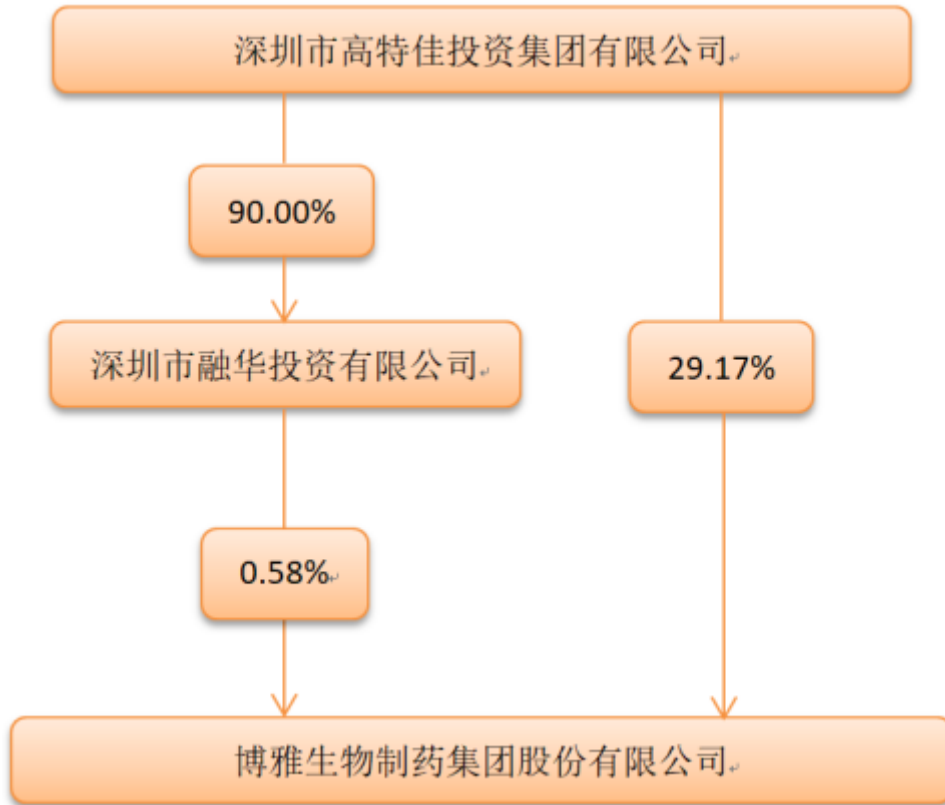 深圳市高特佳投资集团有限公司
90.00%
深圳市融华投资有限公司
29.17%
0.58%
博雅生物制药集团股份有限公司